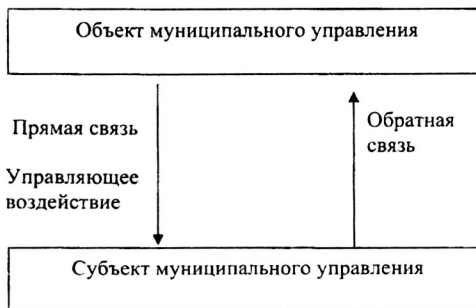 Объект муниципального управления
Прямая связь
Управляющее
воздействие
Обратная
связь
Субъект муниципального управления